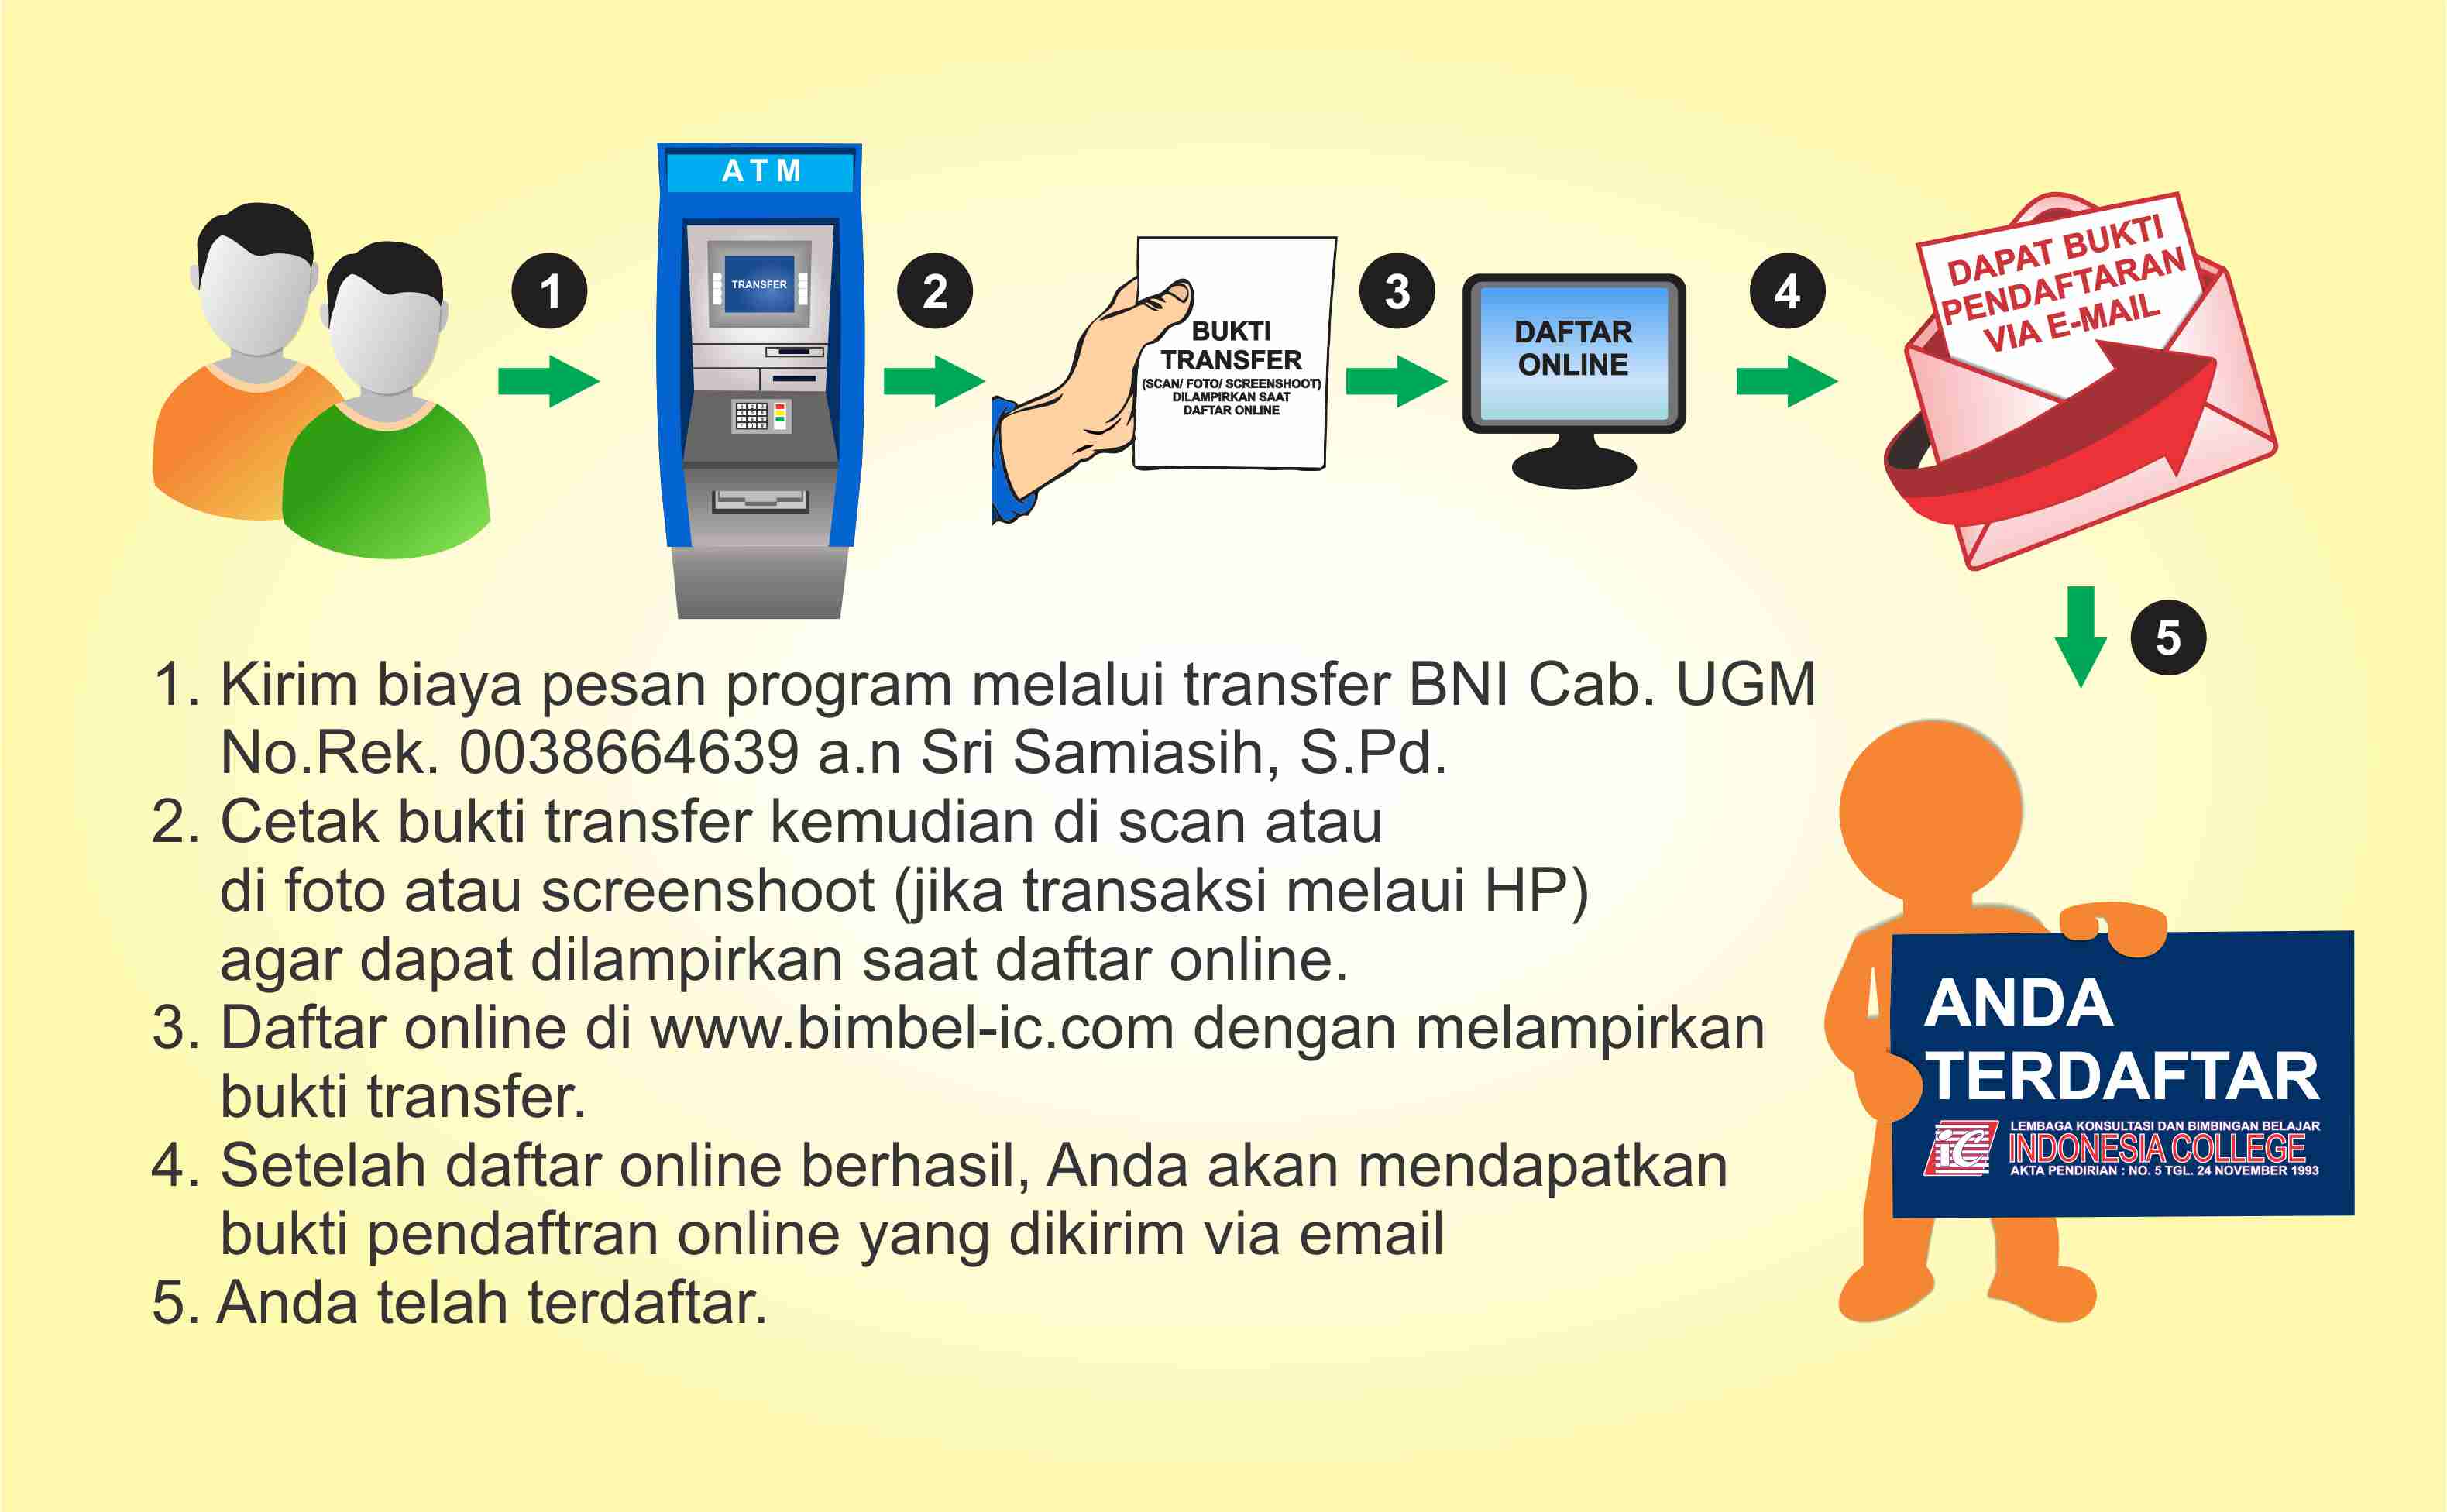 ATM
TRANSFER
1
2
3
4
BUKTI
TRANSFER
(SCAN/ FOTO/ SCREENSHOOT)
DILAMPIRKAN SAAT
DAFTAR ONLINE
DAFTAR
ONLINE
DAPAT BUKTI
PENDAFTARAN
VIA E-MAIL
5
1. Kirim biaya pesan program melalui transfer BNI Cab. UGM
No.Rek. 0038664639 a.n Sri Samiasih, S.Pd.
2. Cetak bukti transfer kemudian di scan atau
di foto atau screenshoot (jika transaksi melaui HP)
agar dapat dilampirkan saat daftar online.
3. Daftar online di www.bimbel-ic.com dengan melampirkan
bukti transfer.
4. Setelah daftar online berhasil, Anda akan mendapatkan
bukti pendaftran online yang dikirim via email
5. Anda telah terdaftar.
ANDA
TERDAFTAR
iC
LEMBAGA KONSULTASI DAN BIMBINGAN BELAJAR
INDONESIA COLLEGE
AKTA PENDIRIAN : NO. 5 TGL. 24 NOVEMBER 1993